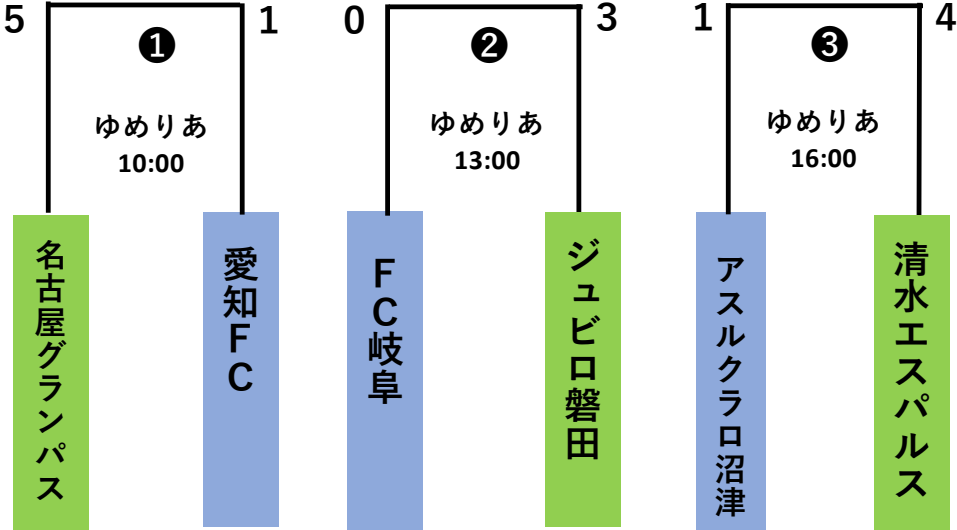 5 1
❶
ゆめりあ
10:00
名古屋グランパス
愛知FC
0 3
❷
ゆめりあ
13:00
FC岐阜
ジュビロ磐田
1 4
❸
ゆめりあ
16:00
アスルクラロ沼津
清水エスパルス